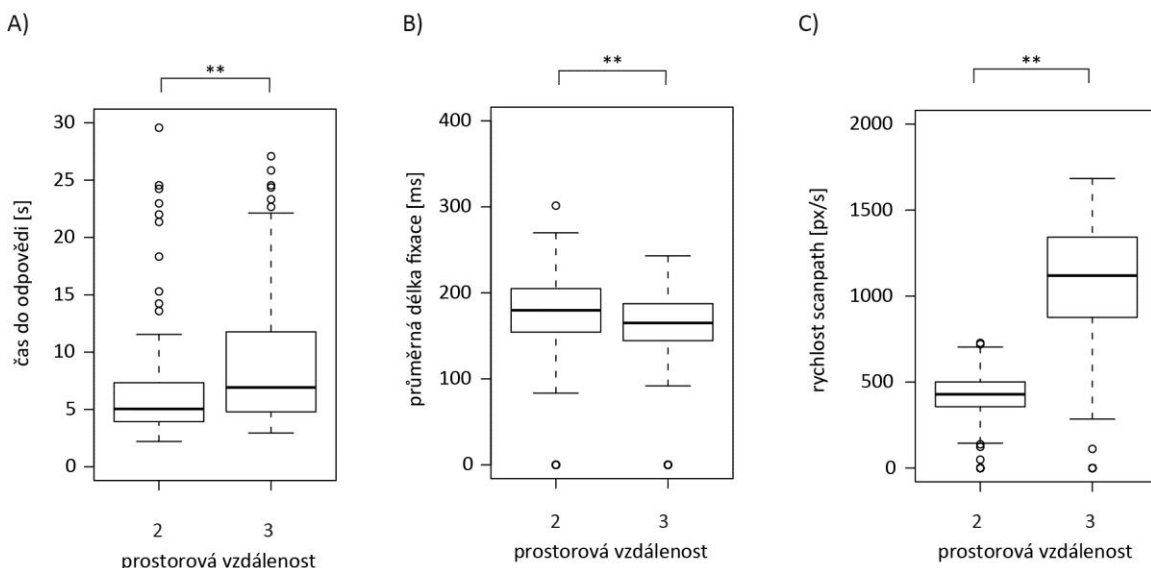 A)
**
čas do odpovědi [s]
30
25
20
15
10
5
0
2 3
prostorová vzdálenost
B)
**
průměrná délka fixace [ms]
400
300
200
100
0
2 3
prostorová vzdálenost
C)
**
rychlost scanpath [px/s]
2000
1500
1000
500
0
2 3
prostorová vzdálenost